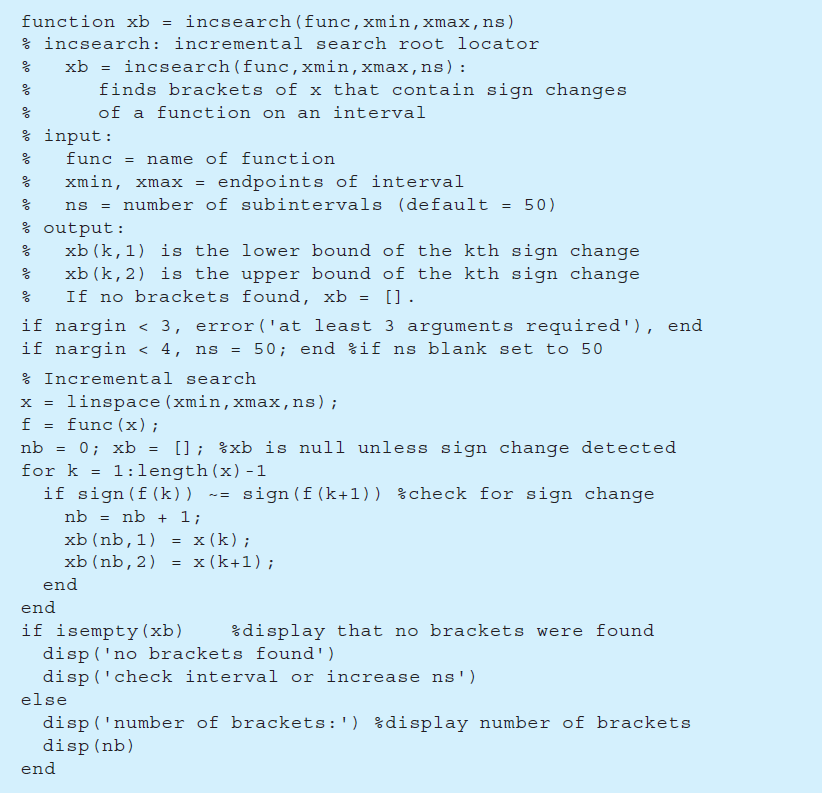 function xb = incsearch(func,xmin,xmax,ns)
% incsearch: incremental search root locator
%   xb = incsearch(func,xmin,xmax,ns):
%      finds brackets of x that contain sign changes
%      of a function on an interval
% input:
%   func = name of function
%   xmin, xmax = endpoints of interval
%   ns = number of subintervals (default = 50)
% output:
%   xb(k,1) is the lower bound of the kth sign change
%   xb(k,2) is the upper bound of the kth sign change
%   If no brackets found, xb = [].
if nargin < 3, error('at least 3 arguments required'), end
if nargin < 4, ns = 50; end %if ns blank set to 50
% Incremental search
x = linspace(xmin,xmax,ns);
f = func(x);
nb = 0; xb = []; %xb is null unless sign change detected
for k = 1:length(x)-1
  if sign(f(k)) ~= sign(f(k+1)) %check for sign change
    nb = nb + 1;
    xb(nb,1) = x(k);
    xb(nb,2) = x(k+1);
  end
end
if isempty(xb)    %display that no brackets were found
  disp('no brackets found')
  disp('check interval or increase ns')
else
  disp('number of brackets:') %display number of brackets
  disp(nb)
end